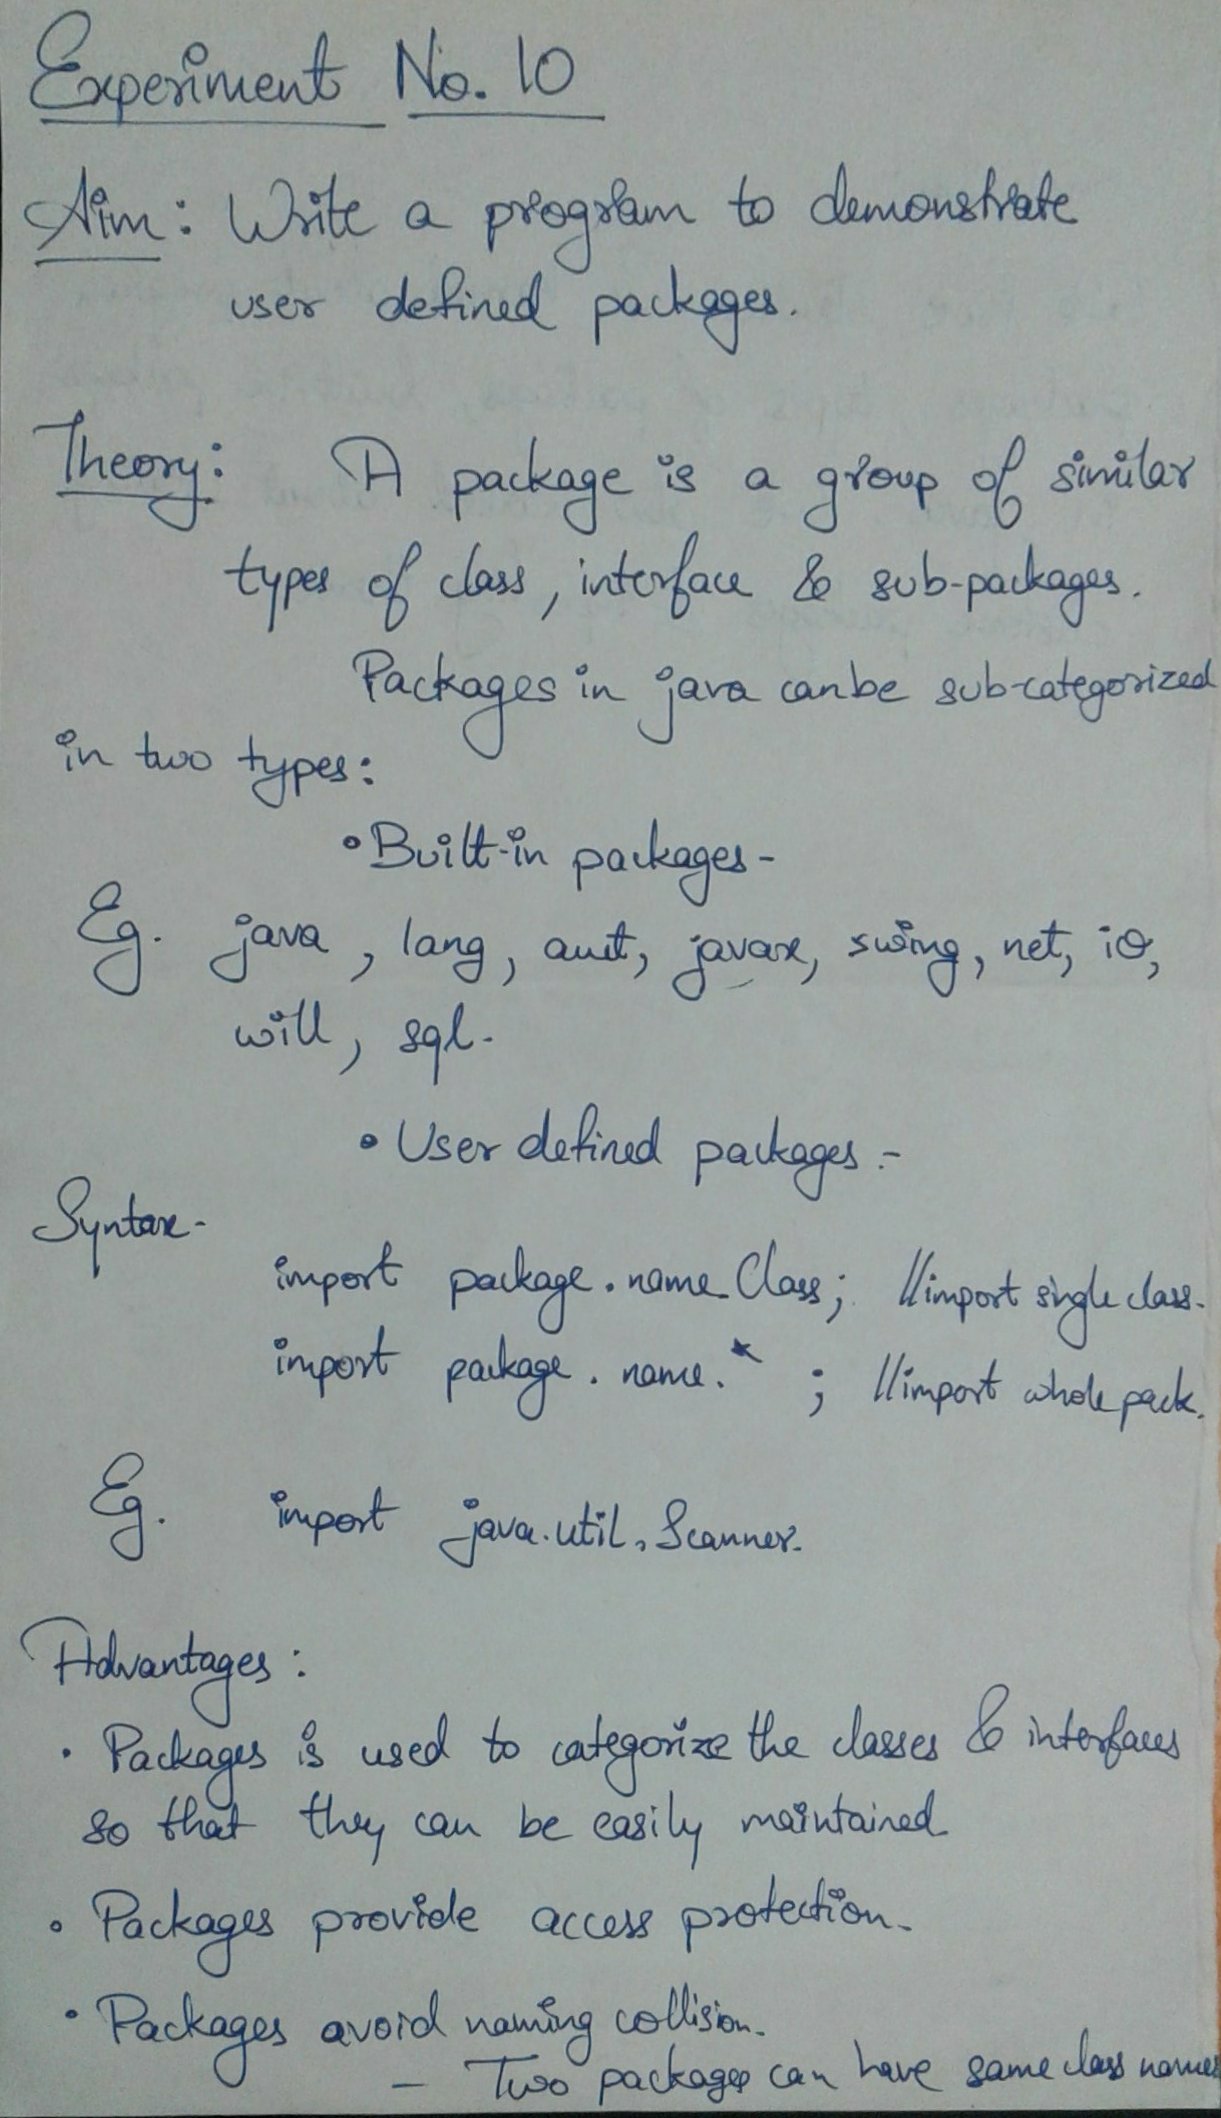 Experiment No. 10
Aim: Write a program to demonstrate
user defined packages.
Theory: A package is a group of similar
types of class, interface & sub-packages.
Packages in java canbe sub-categorized
in two types:
• Built-in packages -
Eg. java, lang, awt, javax, swing, net, io,
will, sql.
• User defined packages :-
Syntax-
import package.name.Class; //import single class.
import package.name.* ; //import whole pack.
Eg. import java.util.Scanner.
Advantages:
• Packages is used to categorize the classes & interfaces
so that they can be easily maintained
• Packages provide access protection.
• Packages avoid naming collision.
– Two packages can have same class names